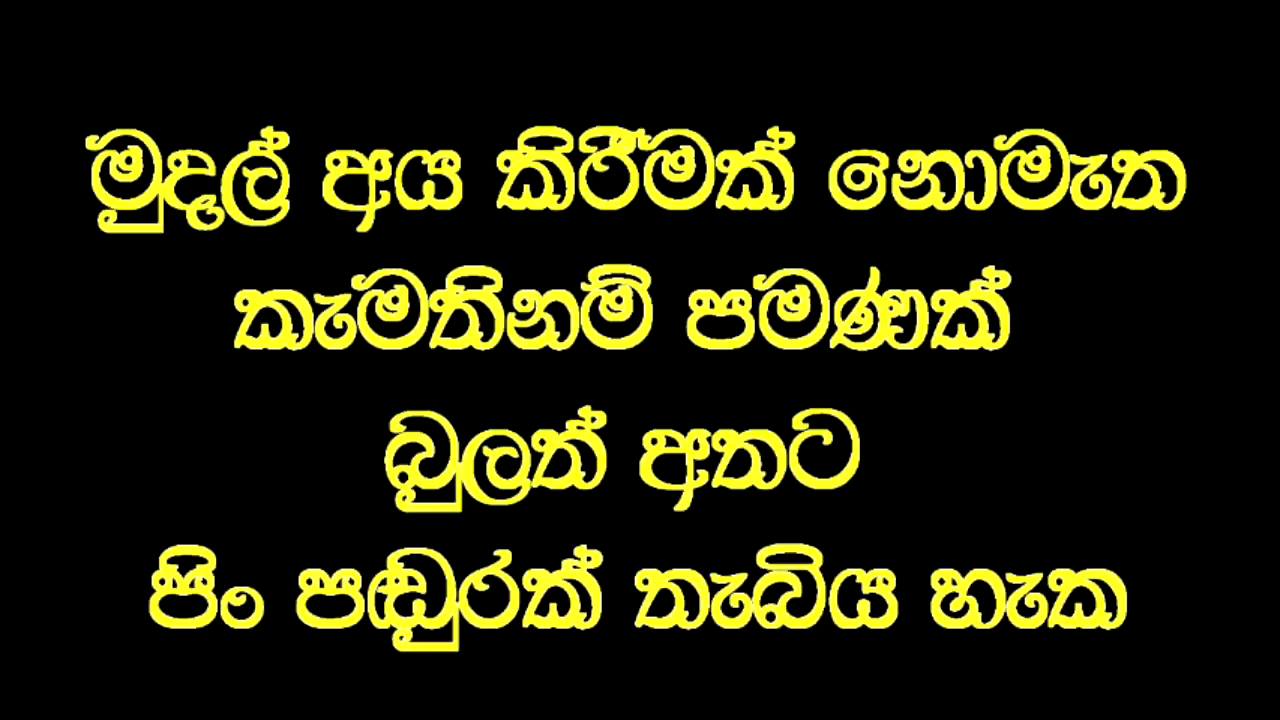 මුදල් අය කිරීමක් නොමැත
කැමතිනම් පමණක්
බුලත් අතට
පිං පඬුරක් තැබිය හැක